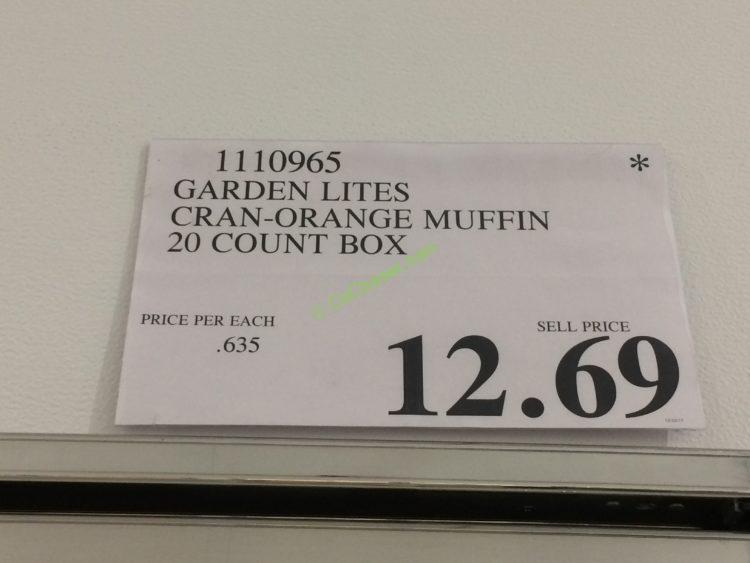 1110965 *
GARDEN LITES
CRAN-ORANGE MUFFIN
20 COUNT BOX
PRICE PER EACH
.635
SELL PRICE
12.69